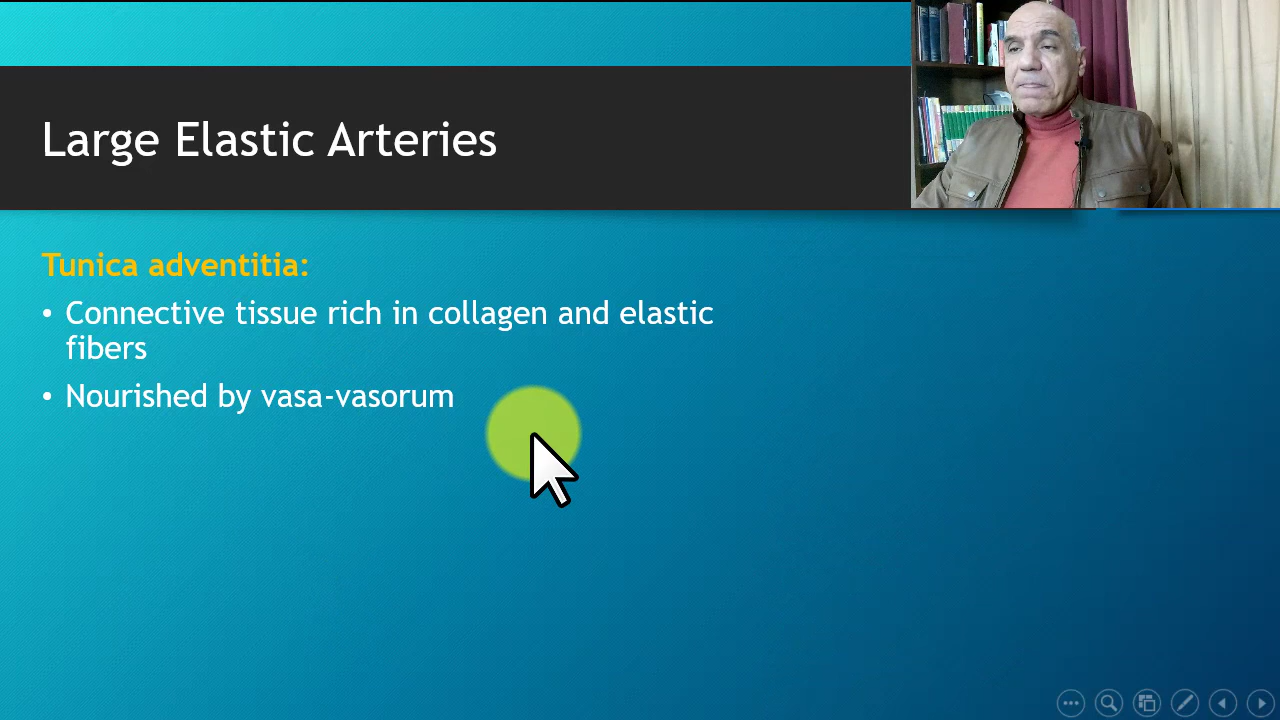 Large Elastic Arteries
Tunica adventitia:
• Connective tissue rich in collagen and elastic
fibers
• Nourished by vasa-vasorum